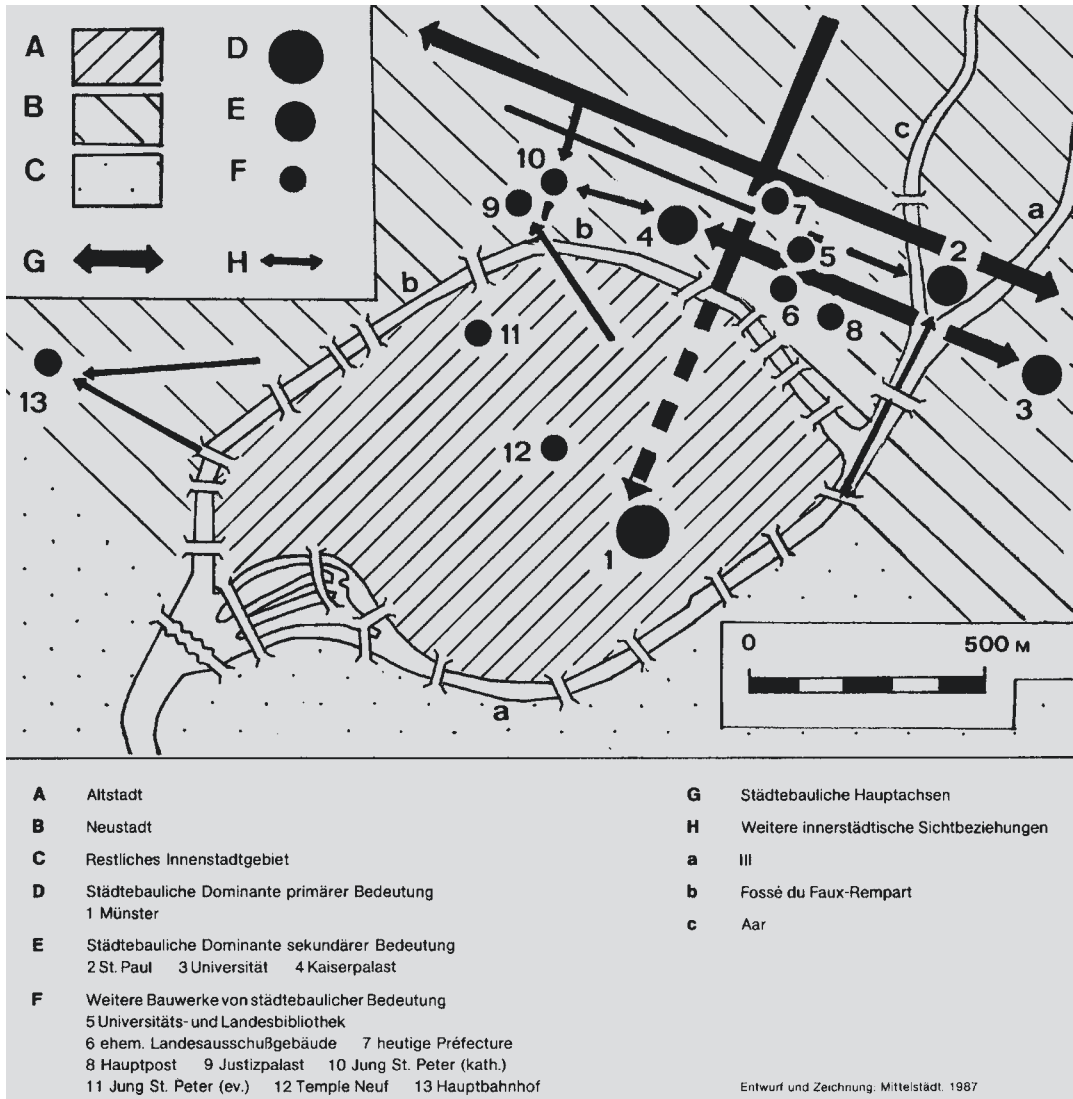 A
B
C
G
D
E
F
H
c
a
10
9
b
4
7
5
2
6
8
b
11
3
13
12
1
0 500 M
a
A Altstadt
B Neustadt
C Restliches Innenstadtgebiet
D Städtebauliche Dominante primärer Bedeutung
1 Münster
E Städtebauliche Dominante sekundärer Bedeutung
2 St. Paul 3 Universität 4 Kaiserpalast
F Weitere Bauwerke von städtebaulicher Bedeutung
5 Universitäts- und Landesbibliothek
6 ehem. Landesausschußgebäude 7 heutige Préfecture
8 Hauptpost 9 Justizpalast 10 Jung St. Peter (kath.)
11 Jung St. Peter (ev.) 12 Temple Neuf 13 Hauptbahnhof
G Städtebauliche Hauptachsen
H Weitere innerstädtische Sichtbeziehungen
a Ill
b Fossé du Faux-Rempart
c Aar
Entwurf und Zeichnung: Mittelstädt. 1987